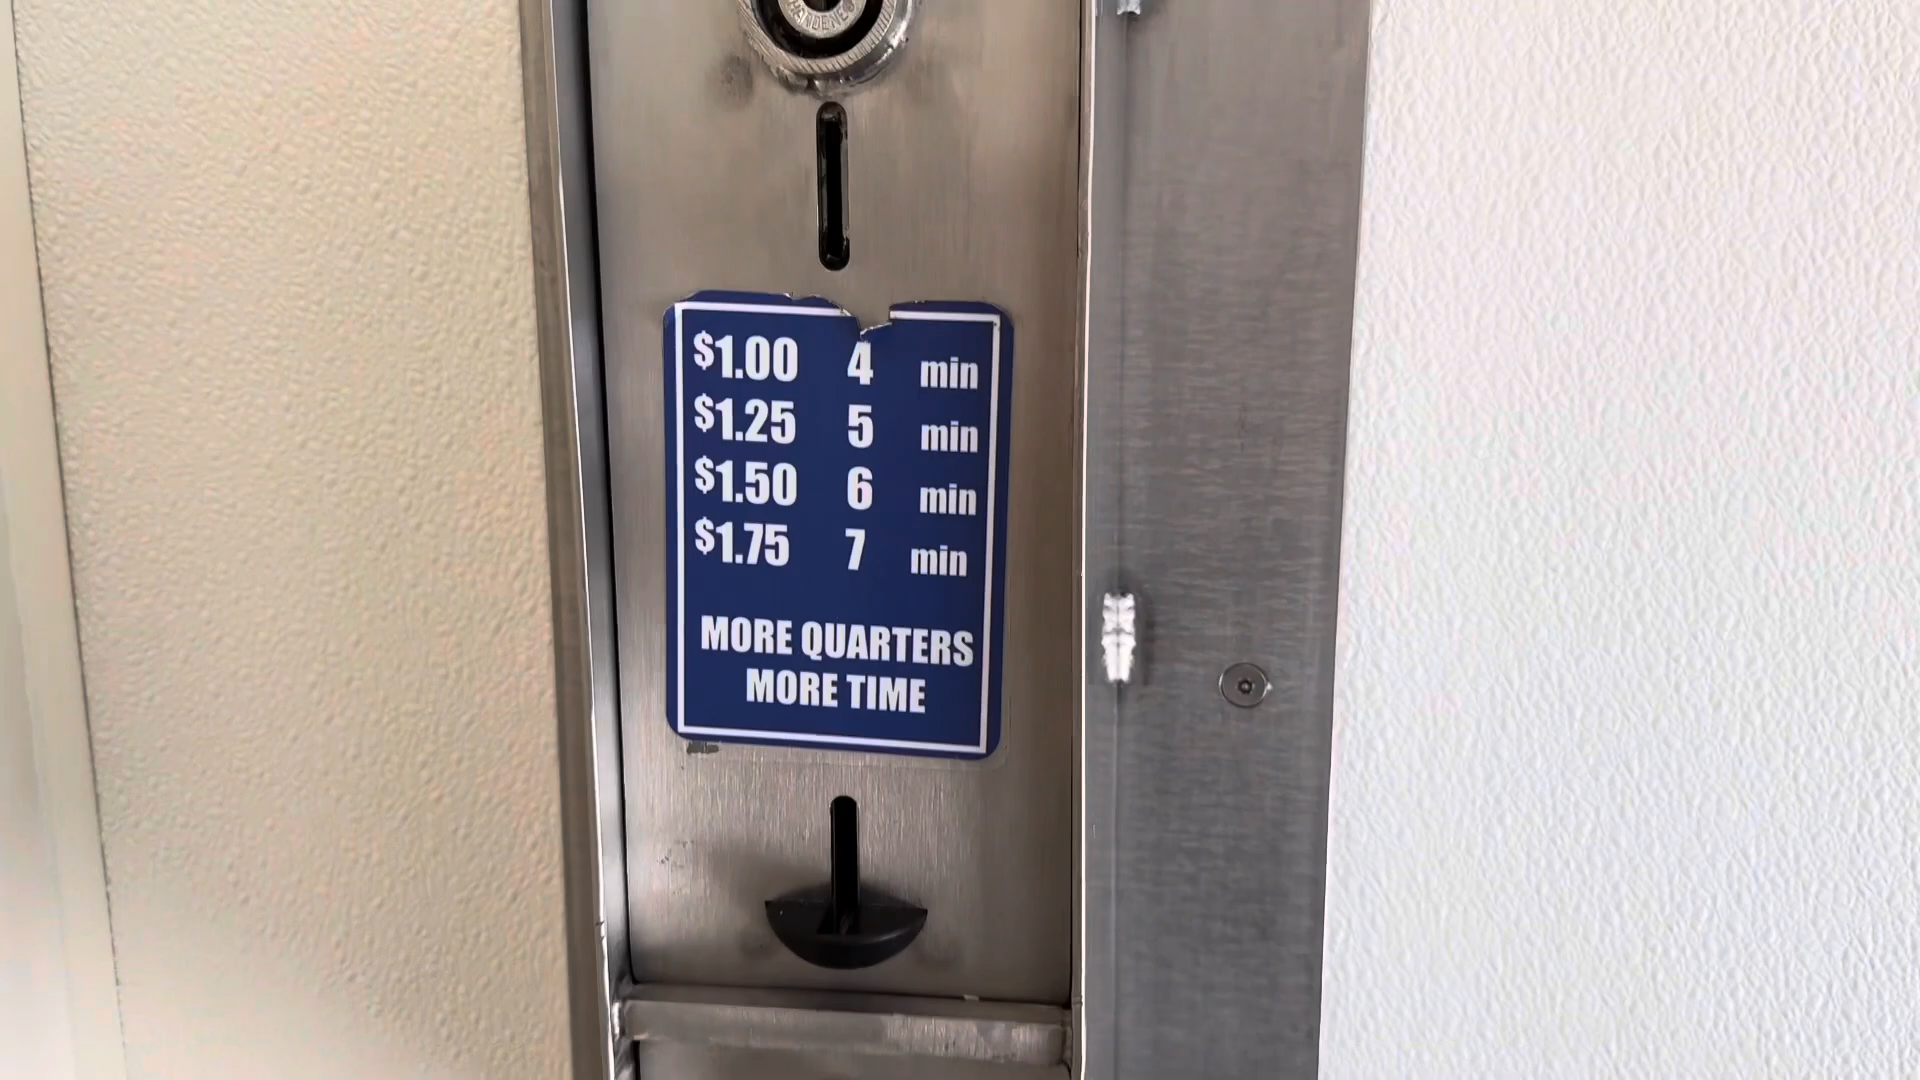 $1.00 4 min
$1.25 5 min
$1.50 6 min
$1.75 7 min
MORE QUARTERS
MORE TIME